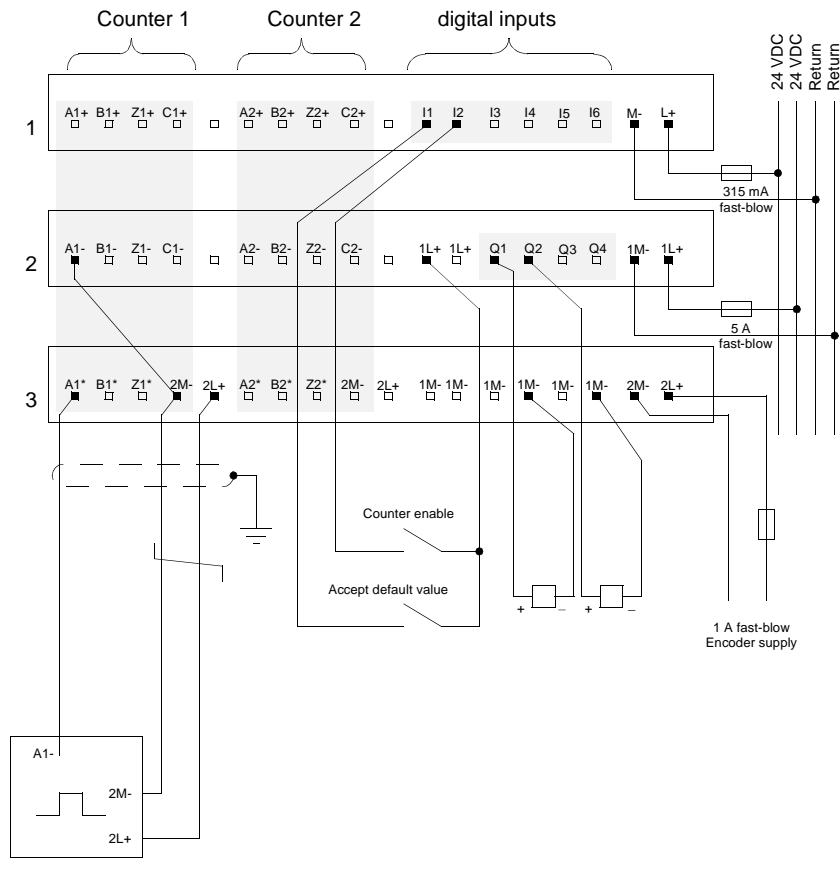 Counter 1 Counter 2 digital inputs
24 VDC
24 VDC
Return
Return
1
A1+ B1+ Z1+ C1+ A2+ B2+ Z2+ C2+ I1 I2 I3 I4 I5 I6 M- L+
315 mA
fast-blow
2
A1- B1- Z1- C1- A2- B2- Z2- C2- 1L+ 1L+ Q1 Q2 Q3 Q4 1M- 1L+
5 A
fast-blow
3
A1* B1* Z1* 2M- 2L+ A2* B2* Z2* 2M- 2L+ 1M- 1M- 1M- 1M- 1M- 1M- 2M- 2L+
Counter enable
Accept default value
+ – + –
1 A fast-blow
Encoder supply
A1-
2M-
2L+